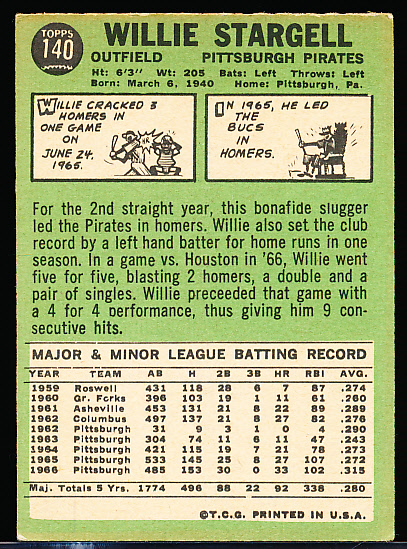 TOPPS
140
WILLIE STARGELL
OUTFIELD PITTSBURGH PIRATES
Ht: 6'3" Wt: 205 Bats: Left Throws: Left
Born: March 6, 1940 Home: Pittsburgh, Pa.
WILLIE CRACKED 3
HOMERS IN
ONE GAME
ON
JUNE 24,
1965.
IN 1965, HE LED
THE
BUCS
IN
HOMERS.
For the 2nd straight year, this bonafide slugger
led the Pirates in homers. Willie also set the club
record by a left hand batter for home runs in one
season. In a game vs. Houston in '66, Willie went
five for five, blasting 2 homers, a double and a
pair of singles. Willie preceeded that game with
a 4 for 4 performance, thus giving him 9 con-
secutive hits.
MAJOR & MINOR LEAGUE BATTING RECORD
YEAR TEAM AB H 2B 3B HR RBI AVG.
1959 Roswell 431 118 28 6 7 87 .274
1960 Gr. Forks 396 103 19 1 11 61 .260
1961 Asheville 453 131 21 8 22 89 .289
1962 Columbus 497 137 21 8 27 82 .276
1962 Pittsburgh 31 9 3 1 0 4 .290
1963 Pittsburgh 304 74 11 6 11 47 .243
1964 Pittsburgh 421 115 19 7 21 78 .273
1965 Pittsburgh 533 145 25 8 27 107 .272
1966 Pittsburgh 485 153 30 0 33 102 .315
Maj. Totals 5 Yrs. 1774 496 88 22 92 338 .280
©T.C.G. PRINTED IN U.S.A.